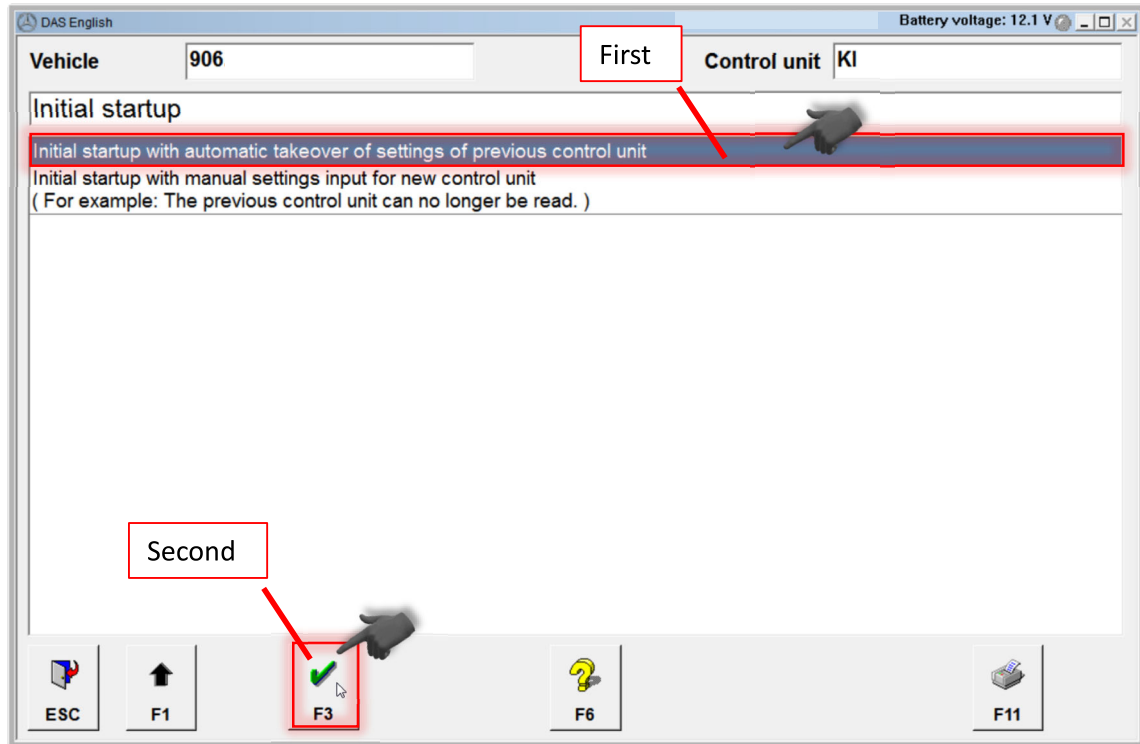 DAS English
Battery voltage: 12.1 V
Vehicle
906
First
Control unit
KI
Initial startup
Initial startup with automatic takeover of settings of previous control unit
Initial startup with manual settings input for new control unit
( For example: The previous control unit can no longer be read. )
Second
ESC
F1
F3
F6
F11